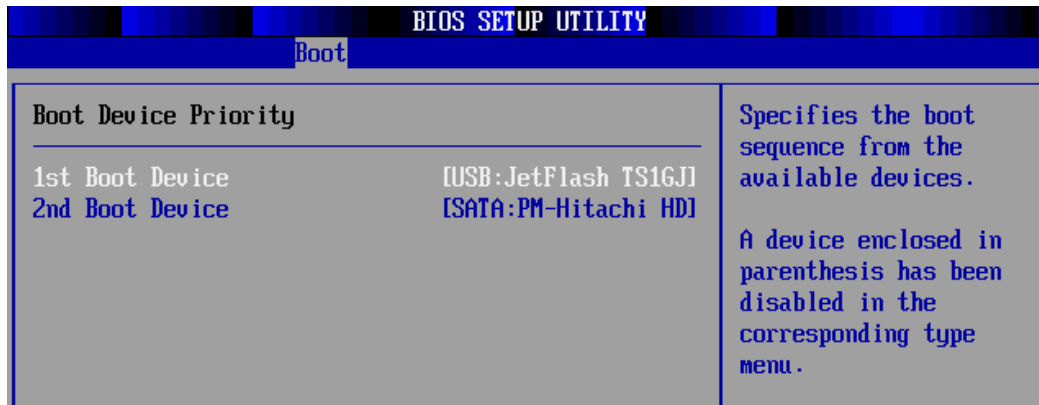 BIOS SETUP UTILITY
Boot
Boot Device Priority
1st Boot Device [USB:JetFlash TS1GJ]
2nd Boot Device [SATA:PM-Hitachi HD]
Specifies the boot
sequence from the
available devices.
A device enclosed in
parenthesis has been
disabled in the
corresponding type
menu.